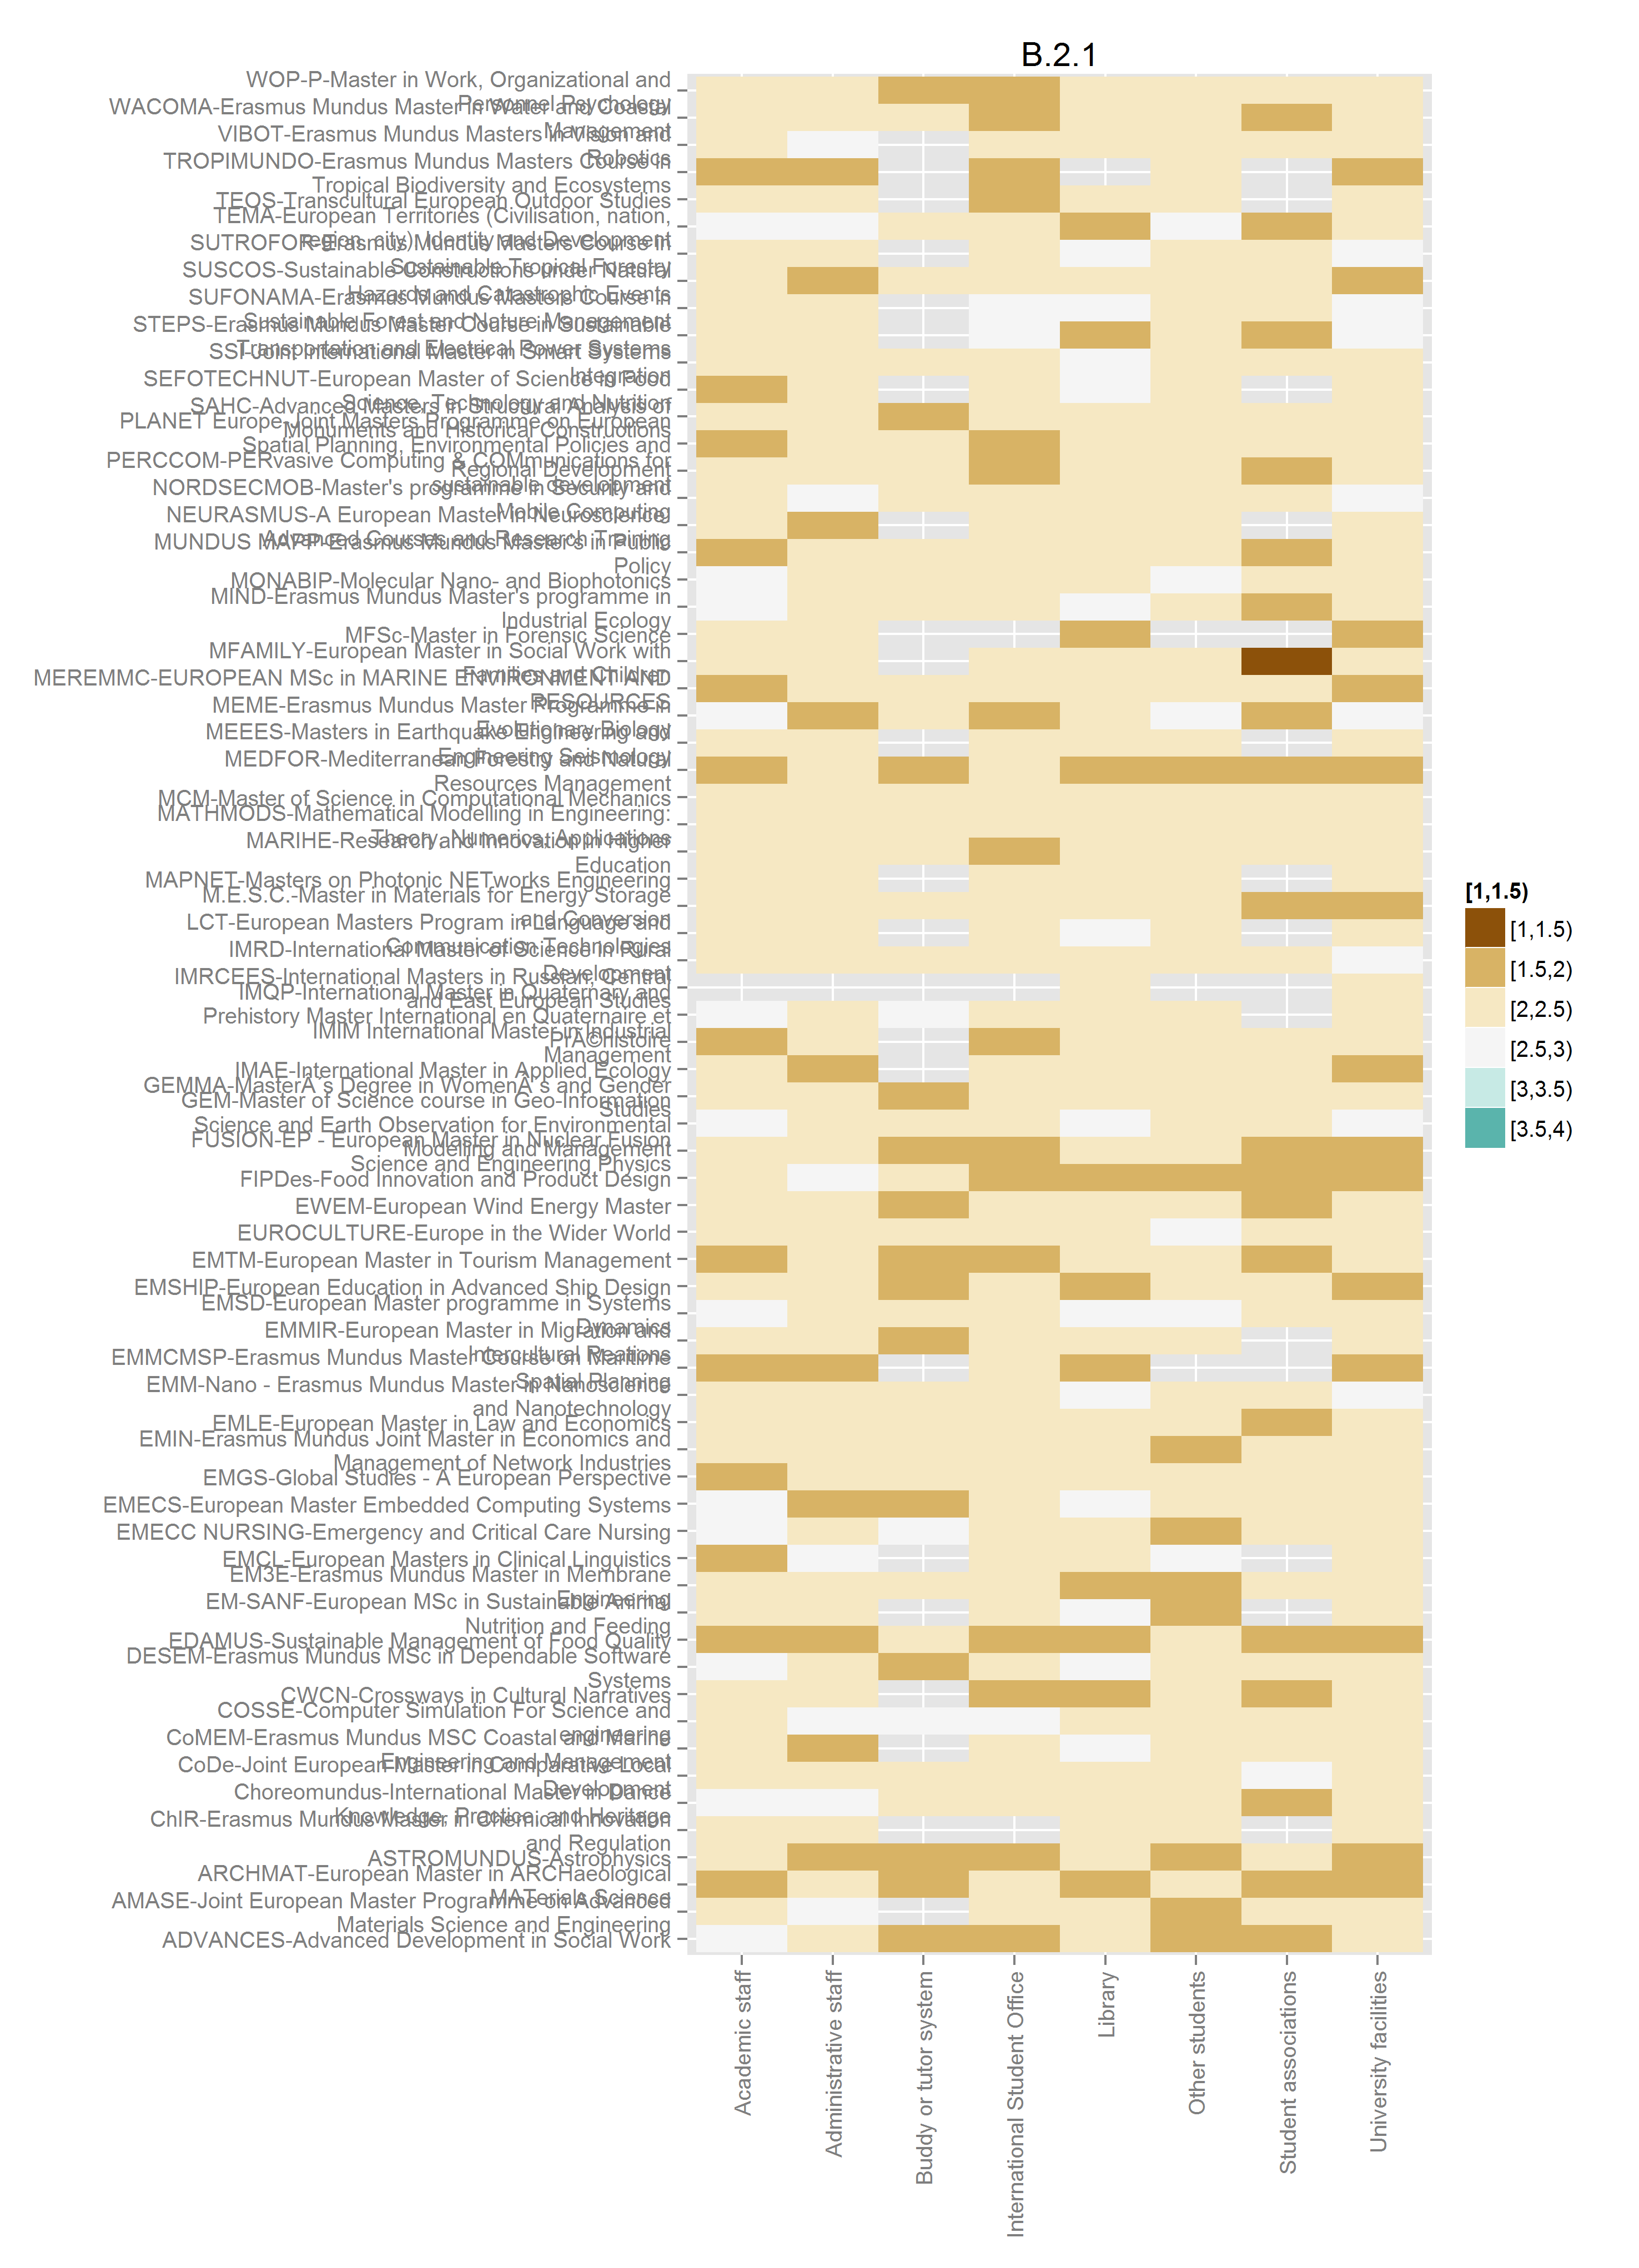 B.2.1
WOP-P-Master in Work, Organizational and
Personnel Psychology
WACOMA-Erasmus Mundus Master in Water and Coastal
Management
VIBOT-Erasmus Mundus Masters in Vision and
Robotics
TROPIMUNDO-Erasmus Mundus Masters Course in
Tropical Biodiversity and Ecosystems
TEOS-Transcultural European Outdoor Studies
TEMA-European Territories (Civilisation, nation,
region, city), Identity and Development
SUTROFOR-Erasmus Mundus Masters Course in
Sustainable Tropical Forestry
SUSCOS-Sustainable Constructions under Natural
Hazards and Catastrophic Events
SUFONAMA-Erasmus Mundus Masters Course in
Sustainable Forest and Nature Management
STEPS-Erasmus Mundus Master Course in Sustainable
Transportation and Electrical Power Systems
SSI-Joint International Master in Smart Systems
Integration
SEFOTECHNUT-European Master of Science in Food
Science, Technology and Nutrition
SAHC-Advanced Masters in Structural Analysis of
Monuments and Historical Constructions
PLANET Europe-Joint Masters Programme on European
Spatial Planning, Environmental Policies and
Regional Development
PERCCOM-PERvasive Computing & COMmunications for
sustainable development
NORDSECMOB-Master's programme in Security and
Mobile Computing
NEURASMUS-A European Master in Neuroscience:
Advanced Courses and Research Training
MUNDUS MAPP-Erasmus Mundus Master's in Public
Policy
MONABIP-Molecular Nano- and Biophotonics
MIND-Erasmus Mundus Master's programme in
Industrial Ecology
MFSc-Master in Forensic Science
MFAMILY-European Master in Social Work with
Families and Children
MEREMMC-EUROPEAN MSc in MARINE ENVIRONMENT AND
RESOURCES
MEME-Erasmus Mundus Master Programme in
Evolutionary Biology
MEEES-Masters in Earthquake Engineering and
Engineering Seismology
MEDFOR-Mediterranean Forestry and Natural
Resources Management
MCM-Master of Science in Computational Mechanics
MATHMODS-Mathematical Modelling in Engineering:
Theory, Numerics, Applications
MARIHE-Research and Innovation in Higher
Education
MAPNET-Masters on Photonic NETworks Engineering
M.E.S.C.-Master in Materials for Energy Storage
and Conversion
LCT-European Masters Program in Language and
Communication Technologies
IMRD-International Master of Science in Rural
Development
IMRCEES-International Masters in Russian, Central
and East European Studies
IMQP-International Master in Quaternary and
Prehistory Master International en Quaternaire et
PrÃ©histoire
IMIM International Master in Industrial
Management
IMAE-International Master in Applied Ecology
GEMMA-MasterÂ´s Degree in WomenÂ´s and Gender
Studies
GEM-Master of Science course in Geo-Information
Science and Earth Observation for Environmental
Modelling and Management
FUSION-EP - European Master in Nuclear Fusion
Science and Engineering Physics
FIPDes-Food Innovation and Product Design
EWEM-European Wind Energy Master
EUROCULTURE-Europe in the Wider World
EMTM-European Master in Tourism Management
EMSHIP-European Education in Advanced Ship Design
EMSD-European Master programme in Systems
Dynamics
EMMIR-European Master in Migration and
Intercultural Reations
EMMCMSP-Erasmus Mundus Master Course on Maritime
Spatial Planning
EMM-Nano - Erasmus Mundus Master in Nanoscience
and Nanotechnology
EMLE-European Master in Law and Economics
EMIN-Erasmus Mundus Joint Master in Economics and
Management of Network Industries
EMGS-Global Studies - A European Perspective
EMECS-European Master Embedded Computing Systems
EMECC NURSING-Emergency and Critical Care Nursing
EMCL-European Masters in Clinical Linguistics
EM3E-Erasmus Mundus Master in Membrane
Engineering
EM-SANF-European MSc in Sustainable Animal
Nutrition and Feeding
EDAMUS-Sustainable Management of Food Quality
DESEM-Erasmus Mundus MSc in Dependable Software
Systems
CWCN-Crossways in Cultural Narratives
COSSE-Computer Simulation For Science and
engineering
CoMEM-Erasmus Mundus MSC Coastal and Marine
Engineering and Management
CoDe-Joint European Master in Comparative Local
Development
Choreomundus-International Master in Dance
Knowledge, Practice, and Heritage
ChIR-Erasmus Mundus Master in Chemical Innovation
and Regulation
ASTROMUNDUS-Astrophysics
ARCHMAT-European Master in ARCHaeological
MATerials Science
AMASE-Joint European Master Programme on Advanced
Materials Science and Engineering
ADVANCES-Advanced Development in Social Work
Academic staff
Administrative staff
Buddy or tutor system
International Student Office
Library
Other students
Student associations
University facilities
[1,1.5)
[1,1.5)
[1.5,2)
[2,2.5)
[2.5,3)
[3,3.5)
[3.5,4)